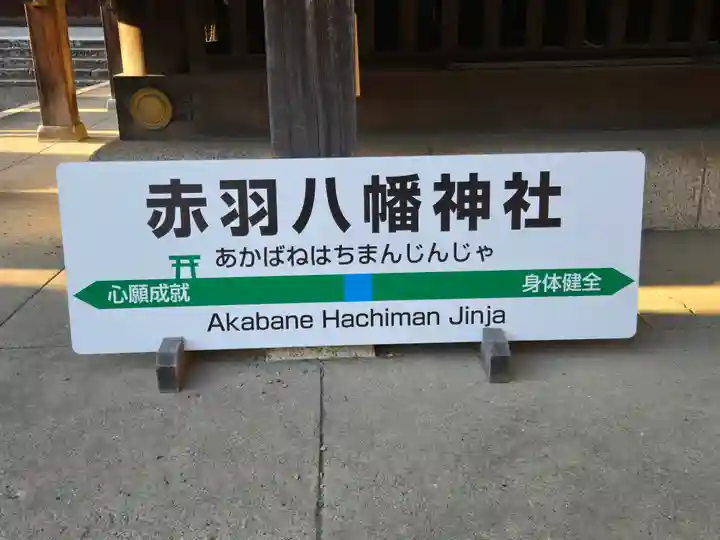 赤羽八幡神社
あかばねはちまんじんじゃ
心願成就
身体健全
Akabane Hachiman Jinja